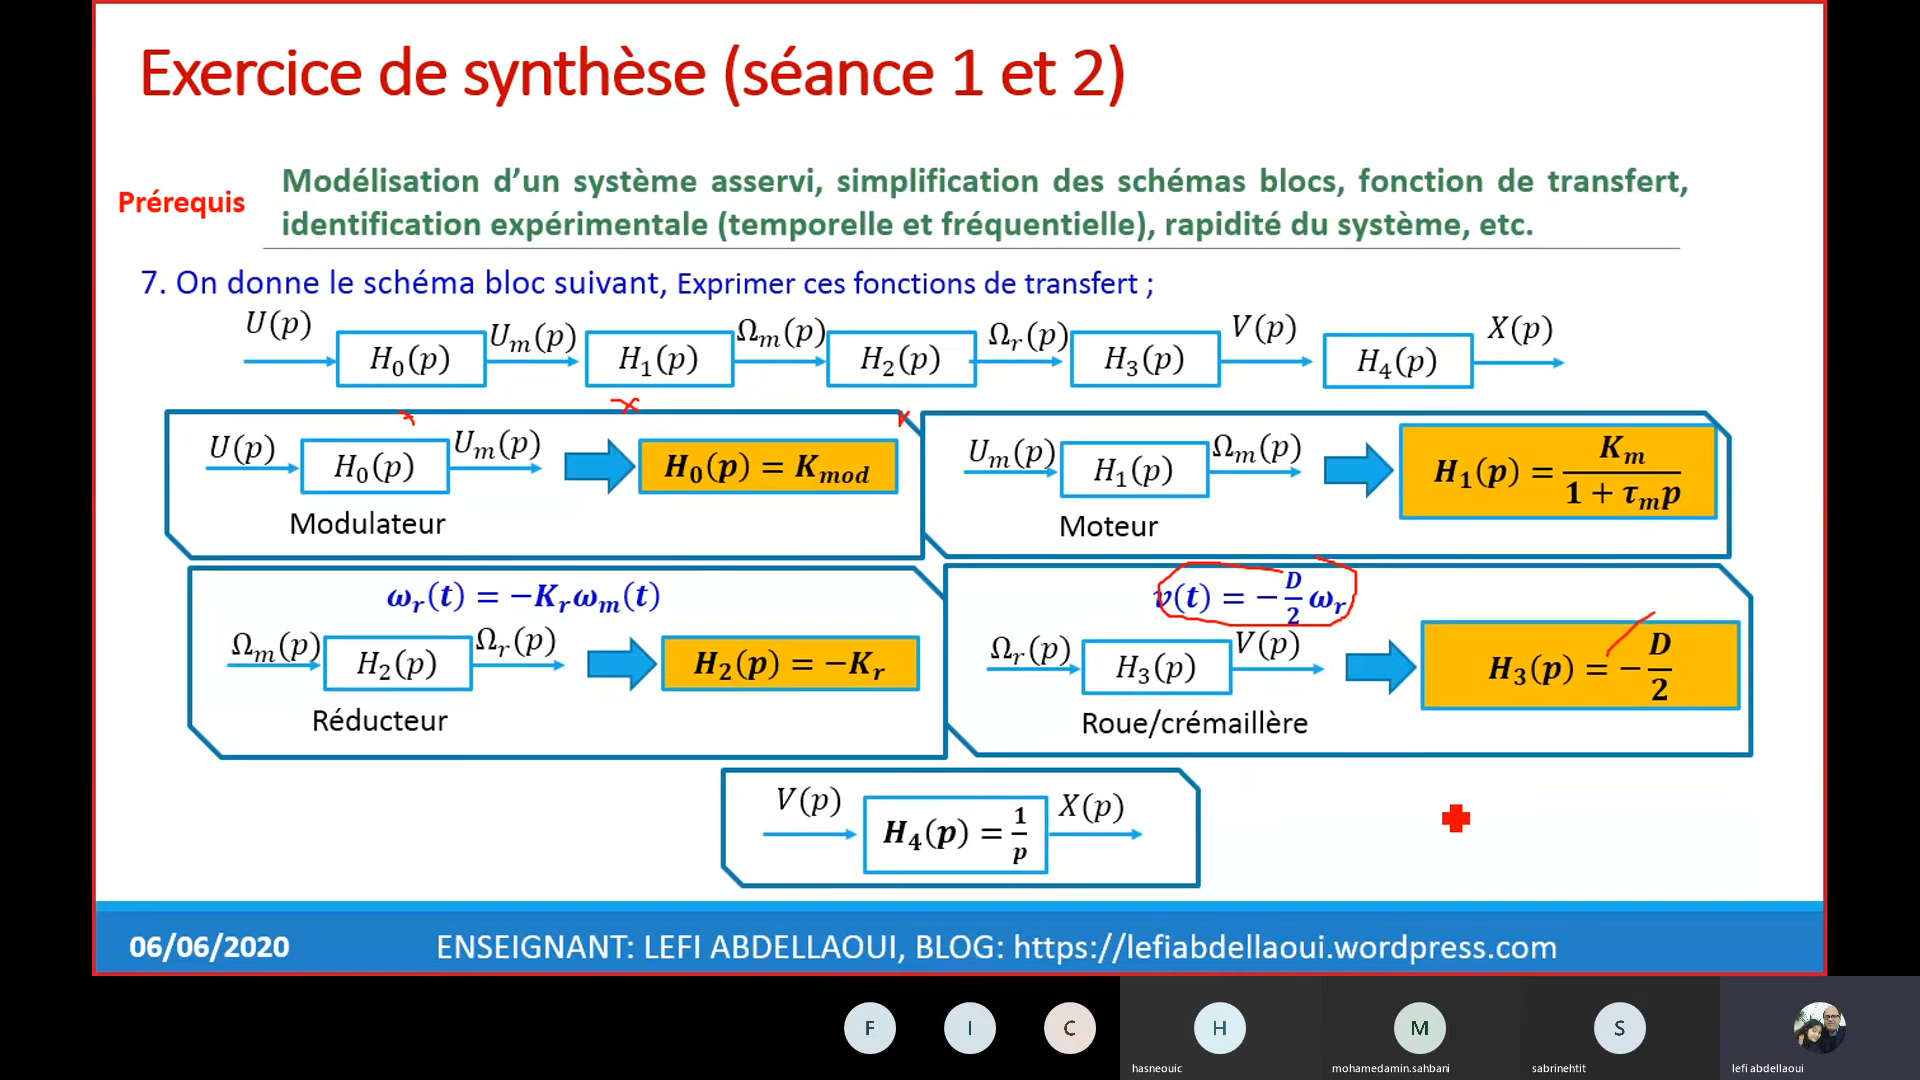 Exercice de synthèse (séance 1 et 2)
Prérequis
Modélisation d’un système asservi, simplification des schémas blocs, fonction de transfert,
identification expérimentale (temporelle et fréquentielle), rapidité du système, etc.
7. On donne le schéma bloc suivant, Exprimer ces fonctions de transfert ;
U(p) H₀(p) Uₘ(p) H₁(p) Ωₘ(p) H₂(p) Ωᵣ(p) H₃(p) V(p) H₄(p) X(p)
U(p) H₀(p) Uₘ(p) H₀(p) = K_mod
Modulateur
Uₘ(p) H₁(p) Ωₘ(p) H₁(p) = Kₘ / (1 + τₘp)
Moteur
ωᵣ(t) = −Kᵣωₘ(t)
Ωₘ(p) H₂(p) Ωᵣ(p) H₂(p) = −Kᵣ
Réducteur
v(t) = − D/2 ωᵣ
Ωᵣ(p) H₃(p) V(p) H₃(p) = − D/2
Roue/crémaillère
V(p) H₄(p) = 1/p X(p)
06/06/2020
ENSEIGNANT: LEFI ABDELLAOUI, BLOG: https://lefiabdellaoui.wordpress.com
F I C H M S
hasneouic
mohamedamin.sahbani
sabrinehtit
lefi abdellaoui